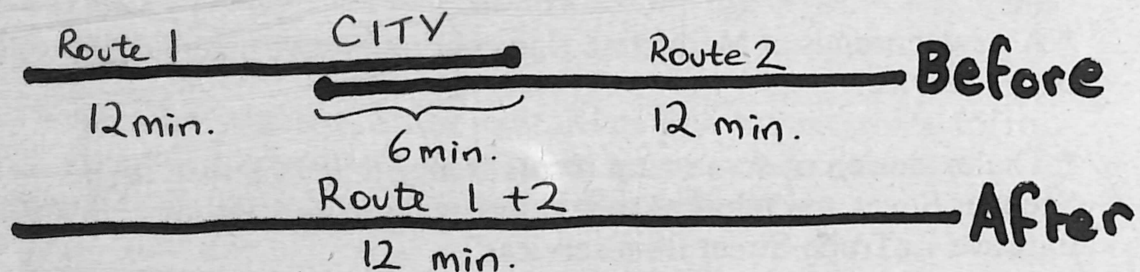 Route 1 CITY Route 2 Before
12min. 6min. 12 min.
Route 1 +2 After
12 min.